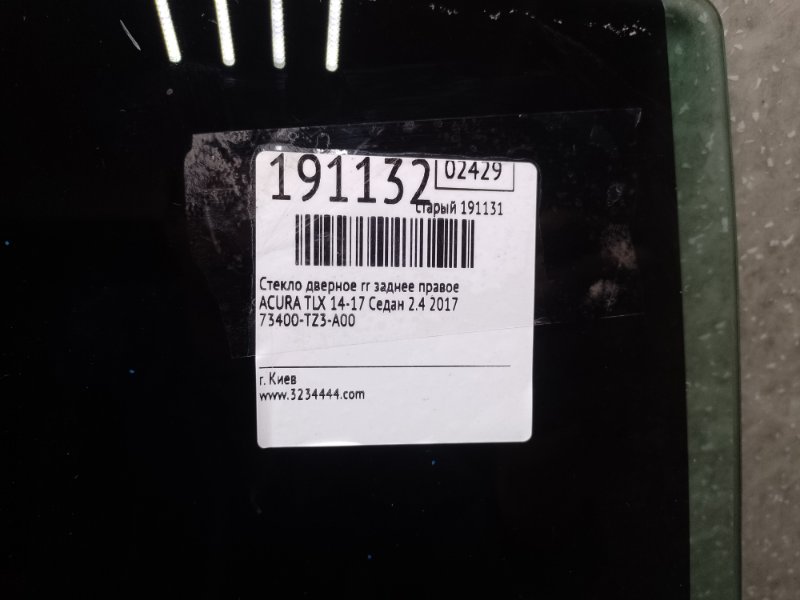 191132 02429
старый 191131
Стекло дверное rr заднее правое
ACURA TLX 14-17 Седан 2.4 2017
73400-TZ3-A00
г. Киев
www.3234444.com